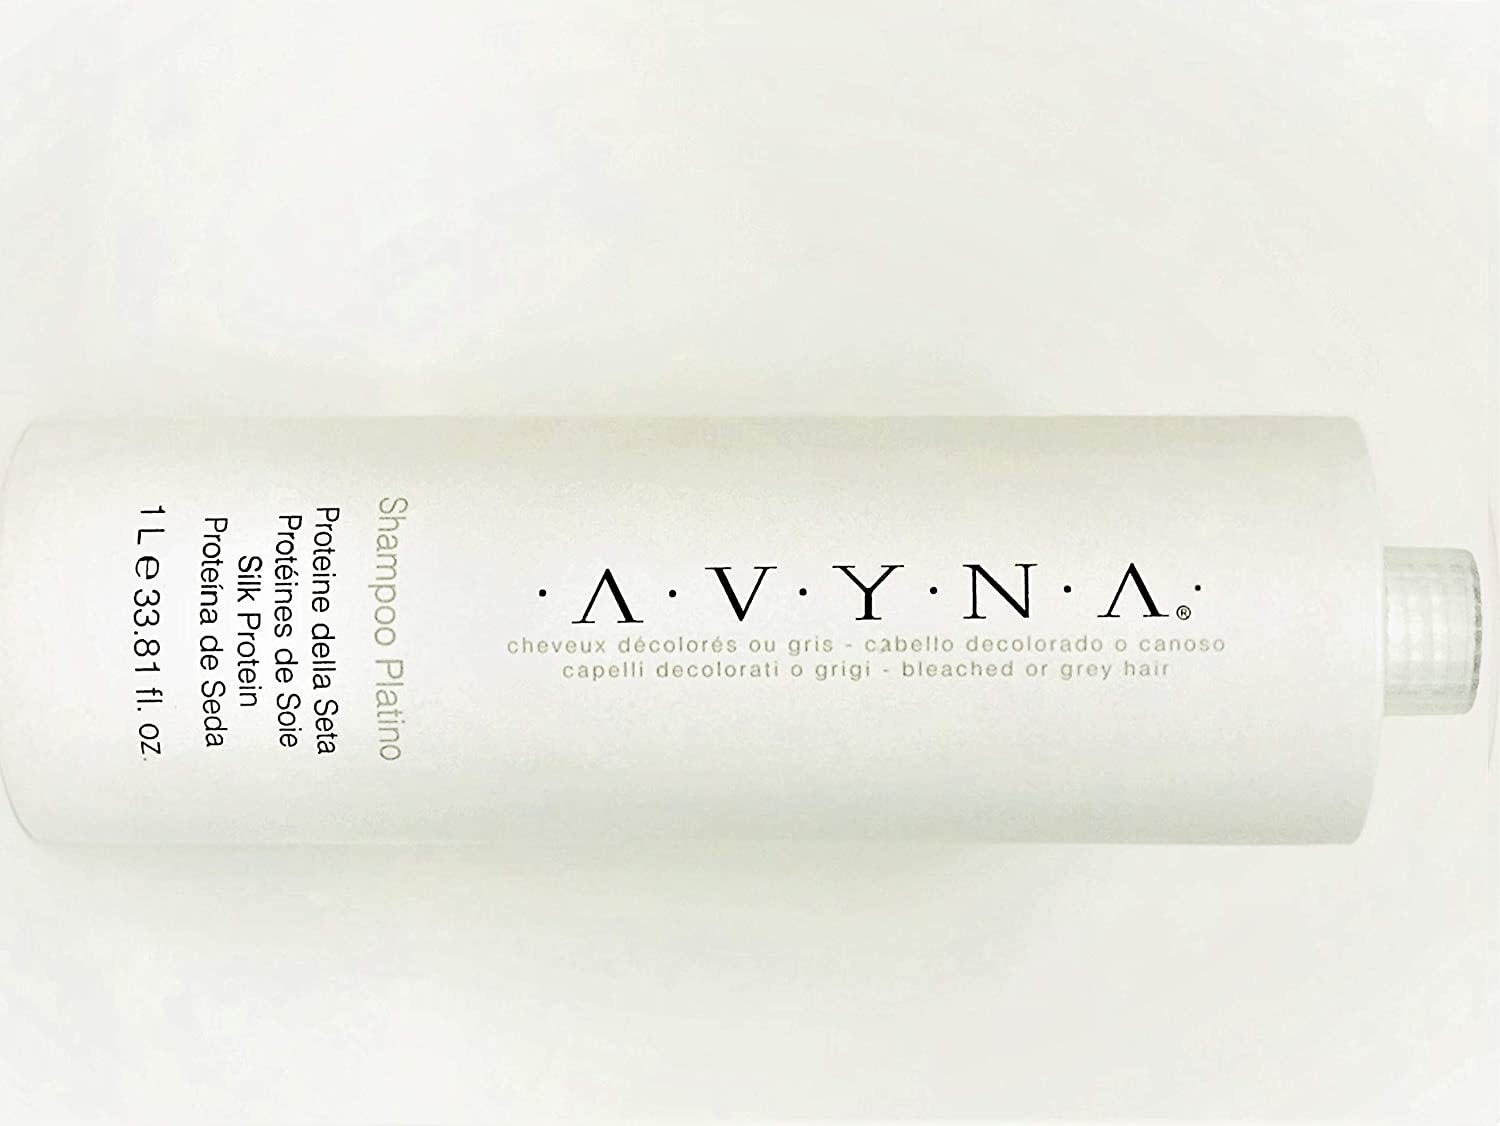 ·Λ·V·Y·N·Λ·®
cheveux décolorés ou gris - cabello decolorado o canoso
capelli decolorati o grigi - bleached or grey hair
Shampoo Platino
Proteine della Seta
Protéines de Soie
Silk Protein
Proteína de Seda
1 L e 33.81 fl. oz.